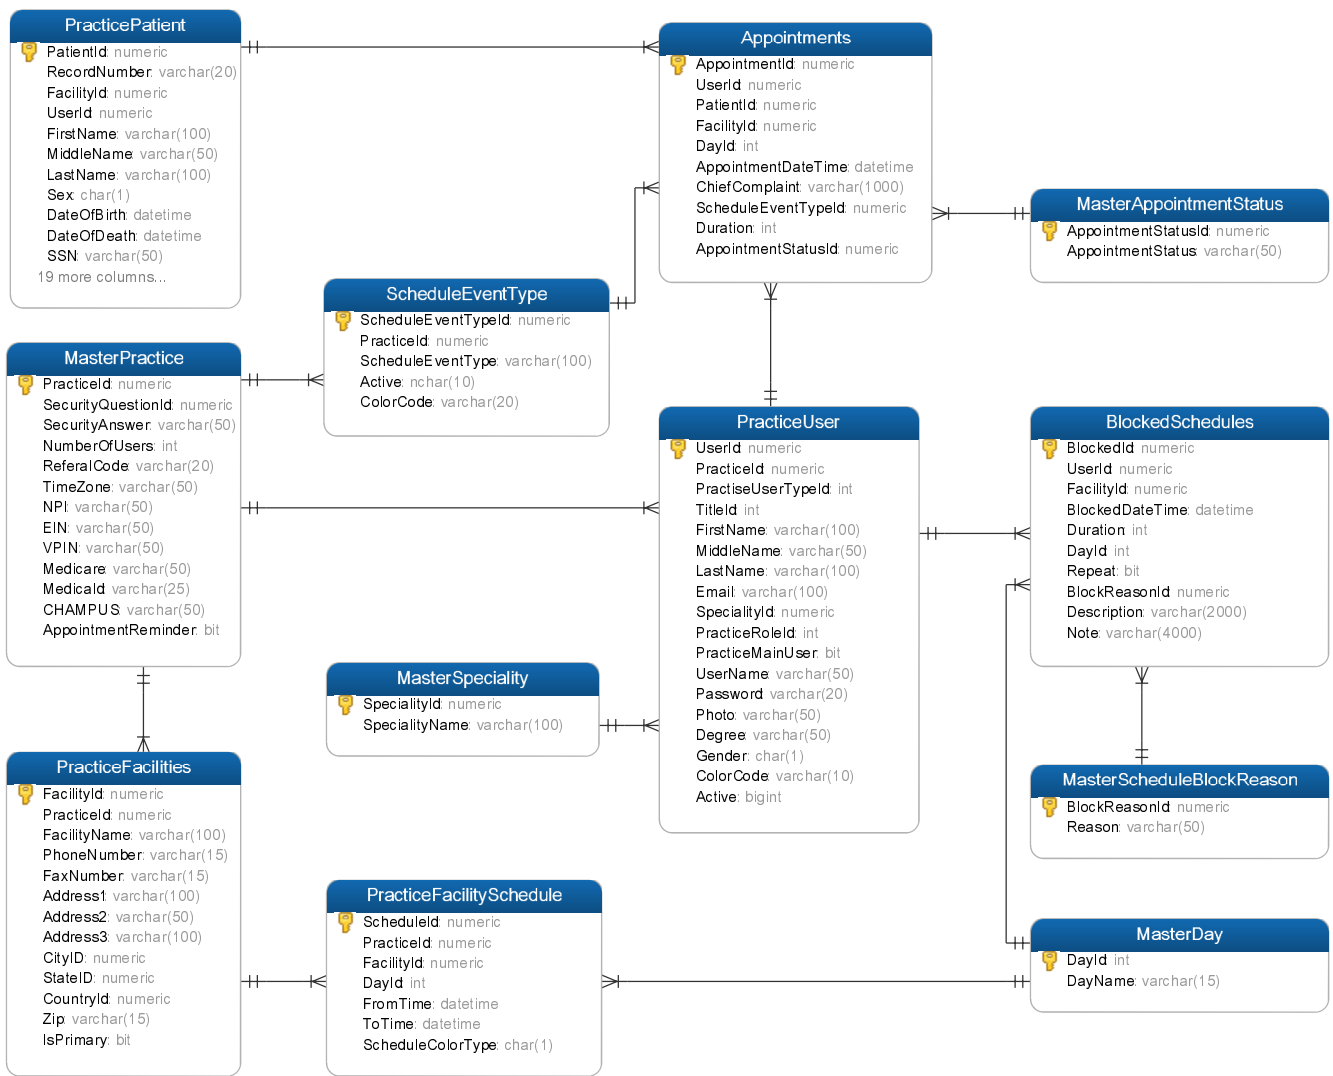 PracticePatient
PatientId: numeric
RecordNumber: varchar(20)
FacilityId: numeric
UserId: numeric
FirstName: varchar(100)
MiddleName: varchar(50)
LastName: varchar(100)
Sex: char(1)
DateOfBirth: datetime
DateOfDeath: datetime
SSN: varchar(50)
19 more columns...
Appointments
AppointmentId: numeric
UserId: numeric
PatientId: numeric
FacilityId: numeric
DayId: int
AppointmentDateTime: datetime
ChiefComplaint: varchar(1000)
ScheduleEventTypeId: numeric
Duration: int
AppointmentStatusId: numeric
MasterAppointmentStatus
AppointmentStatusId: numeric
AppointmentStatus: varchar(50)
ScheduleEventType
ScheduleEventTypeId: numeric
PracticeId: numeric
ScheduleEventType: varchar(100)
Active: nchar(10)
ColorCode: varchar(20)
MasterPractice
PracticeId: numeric
SecurityQuestionId: numeric
SecurityAnswer: varchar(50)
NumberOfUsers: int
ReferalCode: varchar(20)
TimeZone: varchar(50)
NPI: varchar(50)
EIN: varchar(50)
VPIN: varchar(50)
Medicare: varchar(50)
MedicaId: varchar(25)
CHAMPUS: varchar(50)
AppointmentReminder: bit
PracticeUser
UserId: numeric
PracticeId: numeric
PractiseUserTypeId: int
TitleId: int
FirstName: varchar(100)
MiddleName: varchar(50)
LastName: varchar(100)
Email: varchar(100)
SpecialityId: numeric
PracticeRoleId: int
PracticeMainUser: bit
UserName: varchar(50)
Password: varchar(20)
Photo: varchar(50)
Degree: varchar(50)
Gender: char(1)
ColorCode: varchar(10)
Active: bigint
BlockedSchedules
BlockedId: numeric
UserId: numeric
FacilityId: numeric
BlockedDateTime: datetime
Duration: int
DayId: int
Repeat: bit
BlockReasonId: numeric
Description: varchar(2000)
Note: varchar(4000)
MasterSpeciality
SpecialityId: numeric
SpecialityName: varchar(100)
PracticeFacilities
FacilityId: numeric
PracticeId: numeric
FacilityName: varchar(100)
PhoneNumber: varchar(15)
FaxNumber: varchar(15)
Address1: varchar(100)
Address2: varchar(50)
Address3: varchar(100)
CityID: numeric
StateID: numeric
CountryId: numeric
Zip: varchar(15)
IsPrimary: bit
MasterScheduleBlockReason
BlockReasonId: numeric
Reason: varchar(50)
PracticeFacilitySchedule
ScheduleId: numeric
PracticeId: numeric
FacilityId: numeric
DayId: int
FromTime: datetime
ToTime: datetime
ScheduleColorType: char(1)
MasterDay
DayId: int
DayName: varchar(15)